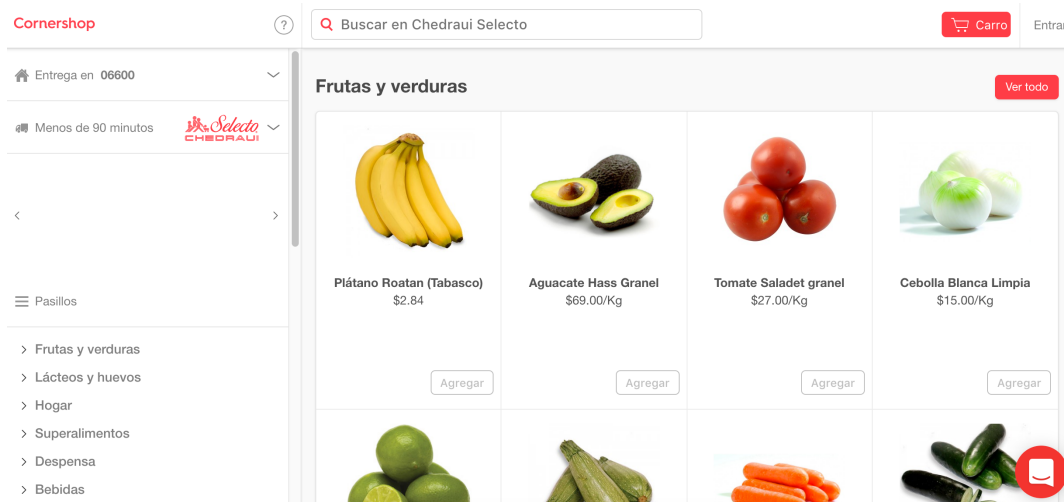 Cornershop
?
Buscar en Chedraui Selecto
Carro
Entrar
Entrega en 06600
Menos de 90 minutos
Selecto
CHEDRAUI
Pasillos
Frutas y verduras
Lácteos y huevos
Hogar
Superalimentos
Despensa
Bebidas
Frutas y verduras
Ver todo
Plátano Roatan (Tabasco)
$2.84
Agregar
Aguacate Hass Granel
$69.00/Kg
Agregar
Tomate Saladet granel
$27.00/Kg
Agregar
Cebolla Blanca Limpia
$15.00/Kg
Agregar